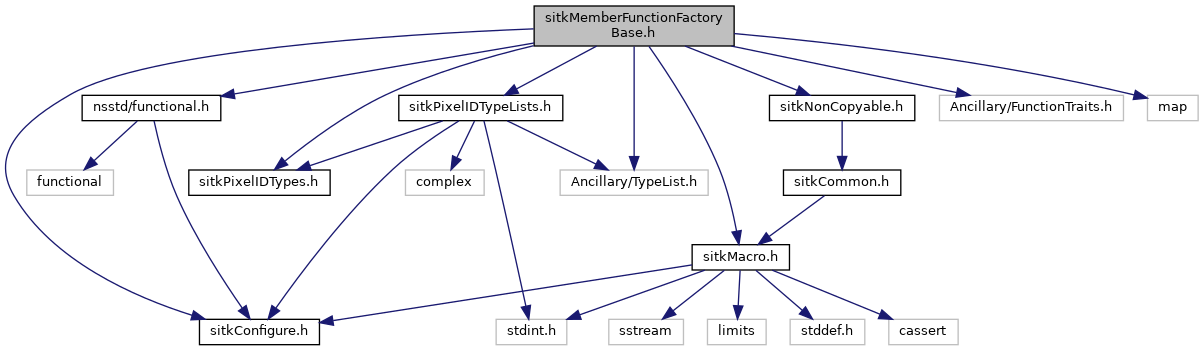 sitkMemberFunctionFactory
Base.h
nsstd/functional.h
sitkPixelIDTypeLists.h
sitkNonCopyable.h
Ancillary/FunctionTraits.h
map
functional
sitkPixelIDTypes.h
complex
Ancillary/TypeList.h
sitkCommon.h
sitkMacro.h
sitkConfigure.h
stdint.h
sstream
limits
stddef.h
cassert